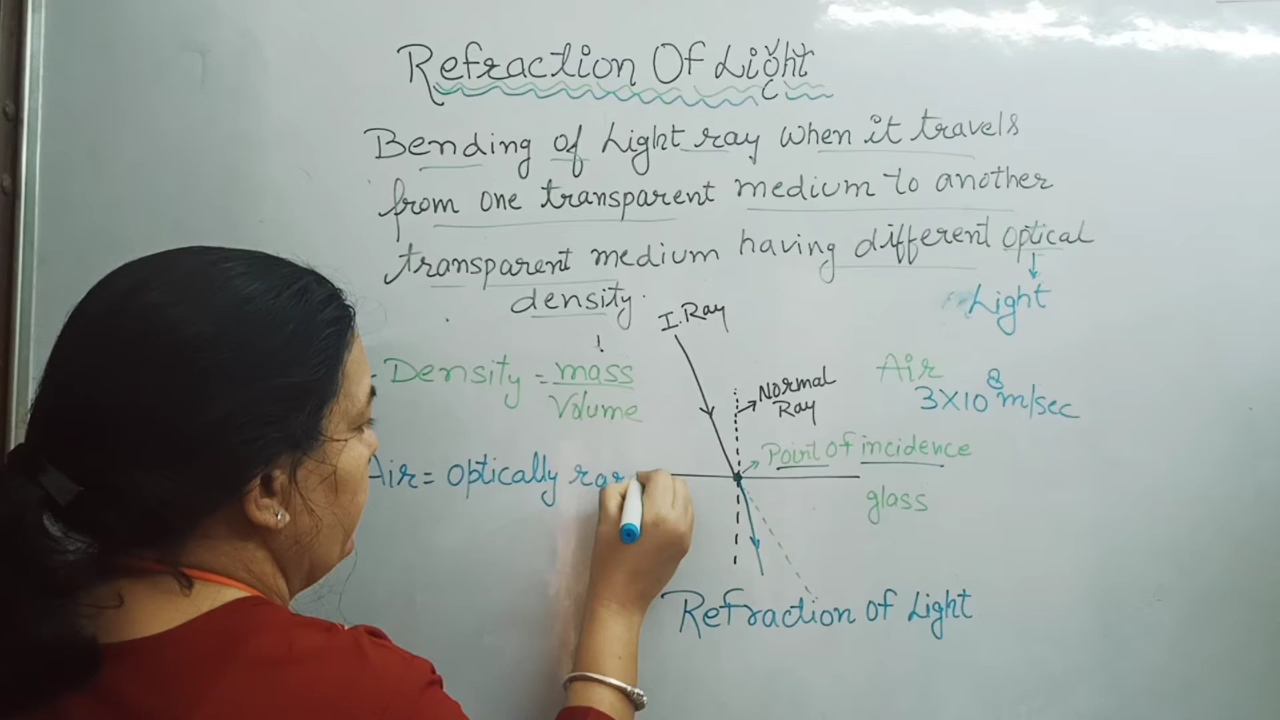 Refraction Of Light
Bending of Light ray when it travels
from one transparent medium to another
transparent medium having different optical
density.
Light
I. Ray
Density = mass
Volume
Normal
Ray
Air
3X10⁸ m/sec
Point of incidence
Air = Optically rar
glass
Refraction of Light